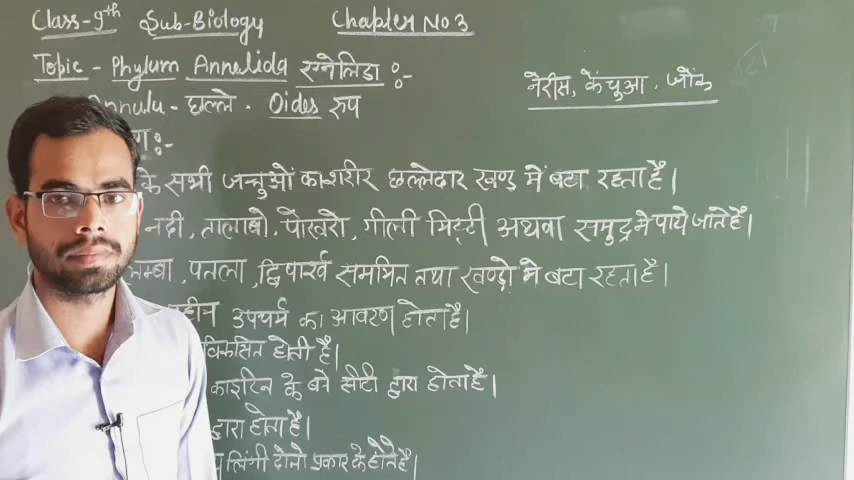 Class-9th Sub-Biology Chapter No 3
Topic - Phylum Annelida एनेलिडा :-
Annulu - छल्ले . Oides रुप
नेरीस, केंचुआ, जोंक
ग :-
के सभी जन्तुओं का शरीर छल्लेदार खण्ड में बटा रहता है।
नदी, तालाबो, पोखरो, गीली मिट्टी अथवा समुद्र मे पाये जाते है।
लम्बा, पतला, द्विपार्श्व सममित तथा खण्डो मे बटा रहता है।
उपचर्म का आवरण होता है।
विकसित होती है।
काइटिन के बने सीटी द्वारा होता है।
द्वारा होता है।
लिंगी दोनो प्रकार के होते है।